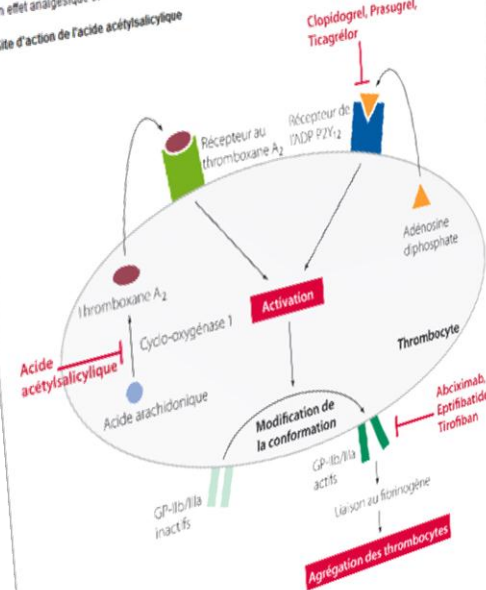 effet analgésique
d'action de l'acide acétylsalicylique
Clopidogrel, Prasugrel,
Ticagrélor
Récepteur au
thromboxane A2
Récepteur de
l'ADP P2Y12
Adénosine
diphosphate
Thromboxane A2
Activation
Cyclo-oxygénase 1
Thrombocyte
Acide
acétylsalicylique
Acide arachidonique
Modification de
la conformation
Abciximab,
Eptifibatide
Tirofiban
GP-IIb/IIIa
actifs
GP-IIb/IIIa
inactifs
Liaison au fibrinogène
Agrégation des thrombocytes